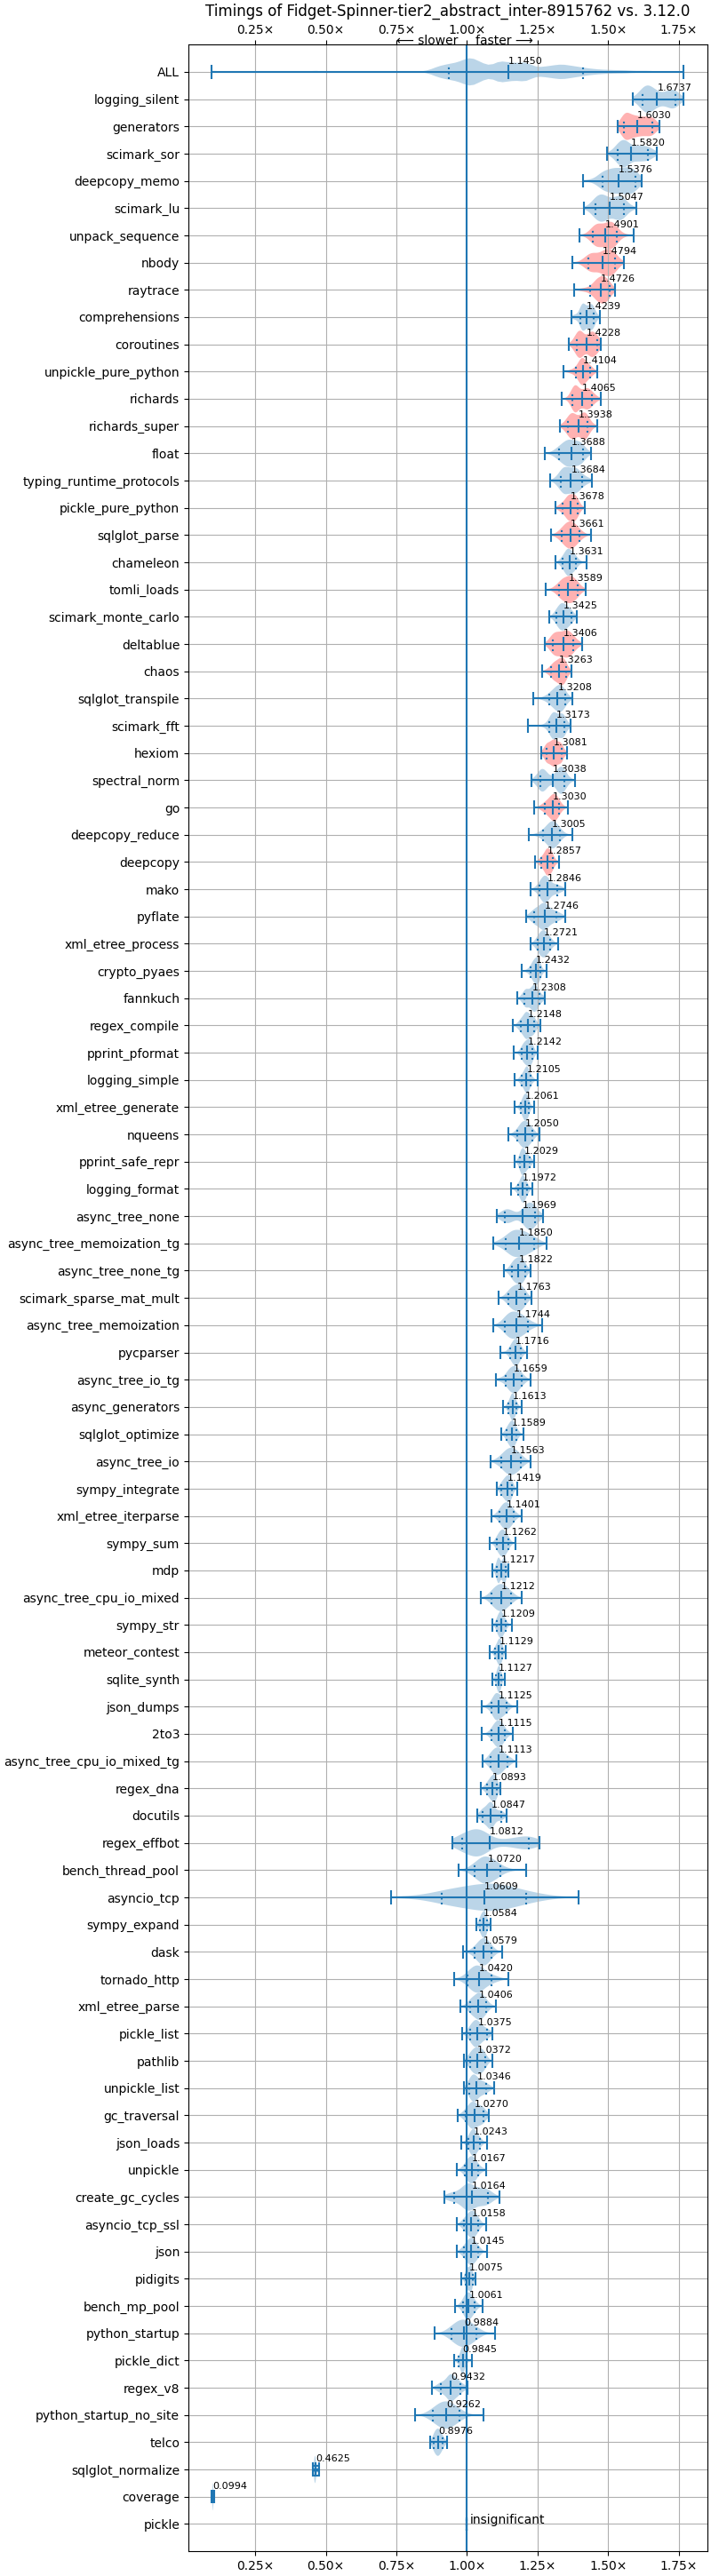 Timings of Fidget-Spinner-tier2_abstract_inter-8915762 vs. 3.12.0
0.25× 0.50× 0.75× 1.00× 1.25× 1.50× 1.75×
⟵ slower faster ⟶
ALL 1.1450
logging_silent 1.6737
generators 1.6030
scimark_sor 1.5820
deepcopy_memo 1.5376
scimark_lu 1.5047
unpack_sequence 1.4901
nbody 1.4794
raytrace 1.4726
comprehensions 1.4239
coroutines 1.4228
unpickle_pure_python 1.4104
richards 1.4065
richards_super 1.3938
float 1.3688
typing_runtime_protocols 1.3684
pickle_pure_python 1.3678
sqlglot_parse 1.3661
chameleon 1.3631
tomli_loads 1.3589
scimark_monte_carlo 1.3425
deltablue 1.3406
chaos 1.3263
sqlglot_transpile 1.3208
scimark_fft 1.3173
hexiom 1.3081
spectral_norm 1.3038
go 1.3030
deepcopy_reduce 1.3005
deepcopy 1.2857
mako 1.2846
pyflate 1.2746
xml_etree_process 1.2721
crypto_pyaes 1.2432
fannkuch 1.2308
regex_compile 1.2148
pprint_pformat 1.2142
logging_simple 1.2105
xml_etree_generate 1.2061
nqueens 1.2050
pprint_safe_repr 1.2029
logging_format 1.1972
async_tree_none 1.1969
async_tree_memoization_tg 1.1850
async_tree_none_tg 1.1822
scimark_sparse_mat_mult 1.1763
async_tree_memoization 1.1744
pycparser 1.1716
async_tree_io_tg 1.1659
async_generators 1.1613
sqlglot_optimize 1.1589
async_tree_io 1.1563
sympy_integrate 1.1419
xml_etree_iterparse 1.1401
sympy_sum 1.1262
mdp 1.1217
async_tree_cpu_io_mixed 1.1212
sympy_str 1.1209
meteor_contest 1.1129
sqlite_synth 1.1127
json_dumps 1.1125
2to3 1.1115
async_tree_cpu_io_mixed_tg 1.1113
regex_dna 1.0893
docutils 1.0847
regex_effbot 1.0812
bench_thread_pool 1.0720
asyncio_tcp 1.0609
sympy_expand 1.0584
dask 1.0579
tornado_http 1.0420
xml_etree_parse 1.0406
pickle_list 1.0375
pathlib 1.0372
unpickle_list 1.0346
gc_traversal 1.0270
json_loads 1.0243
unpickle 1.0167
create_gc_cycles 1.0164
asyncio_tcp_ssl 1.0158
json 1.0145
pidigits 1.0075
bench_mp_pool 1.0061
python_startup 0.9884
pickle_dict 0.9845
regex_v8 0.9432
python_startup_no_site 0.9262
telco 0.8976
sqlglot_normalize 0.4625
coverage 0.0994
pickle insignificant
0.25× 0.50× 0.75× 1.00× 1.25× 1.50× 1.75×